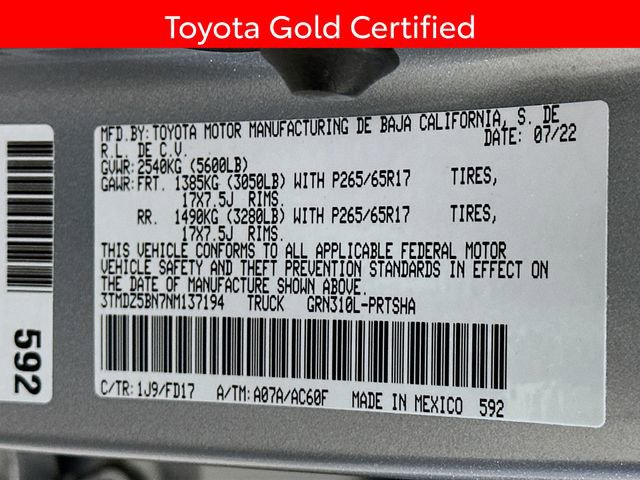 Toyota Gold Certified
MFD.BY:TOYOTA MOTOR MANUFACTURING DE BAJA CALIFORNIA, S. DE
R.L. DE C.V. DATE: 07/22
GVWR:2540KG (5600LB)
GAWR:FRT. 1385KG (3050LB) WITH P265/65R17 TIRES,
17X7.5J RIMS.
RR. 1490KG (3280LB) WITH P265/65R17 TIRES,
17X7.5J RIMS.
THIS VEHICLE CONFORMS TO ALL APPLICABLE FEDERAL MOTOR
VEHICLE SAFETY AND THEFT PREVENTION STANDARDS IN EFFECT ON
THE DATE OF MANUFACTURE SHOWN ABOVE.
3TMDZ5BN7NM137194 TRUCK GRN310L-PRTSHA
C/TR:1J9/FD17 A/TM:A07A/AC60F MADE IN MEXICO 592
592